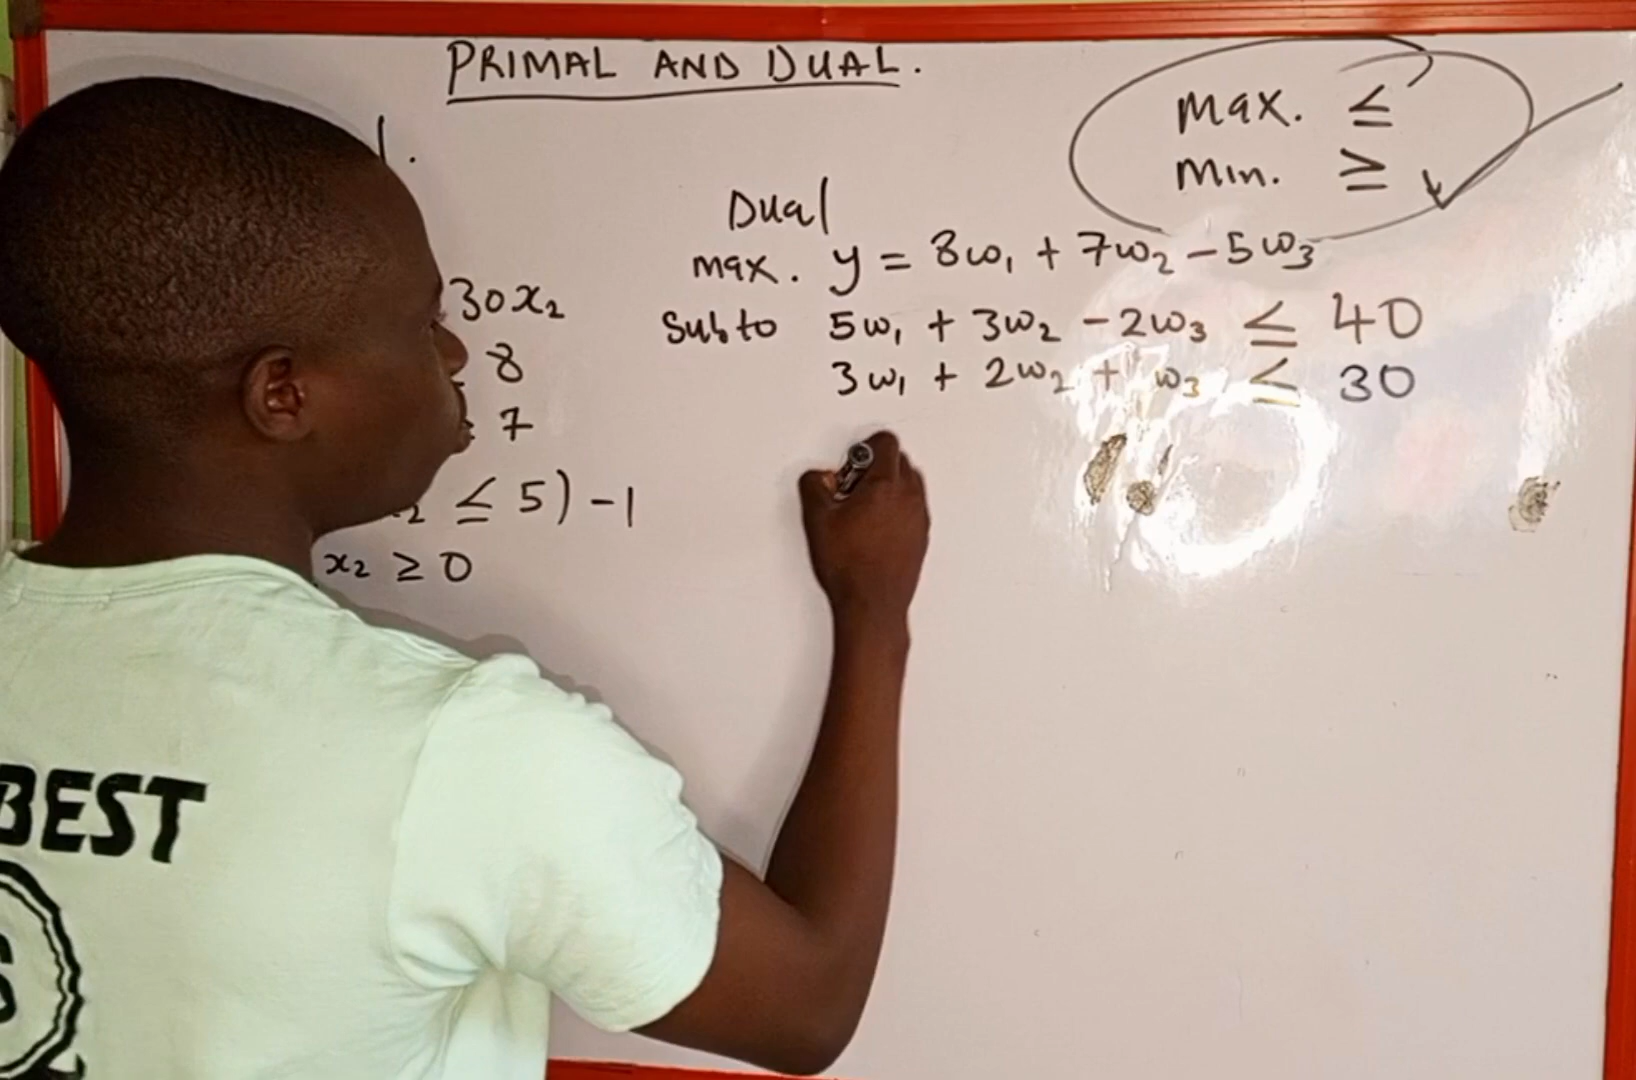 PRIMAL AND DUAL.
max. ≤
min. ≥
1.
30x₂
8
7
₂ ≤ 5) -1
x₂ ≥ 0
Dual
max. y = 8w₁ + 7w₂ - 5w₃
Sub to 5w₁ + 3w₂ - 2w₃ ≤ 40
3w₁ + 2w₂ + w₃ ≤ 30
BEST